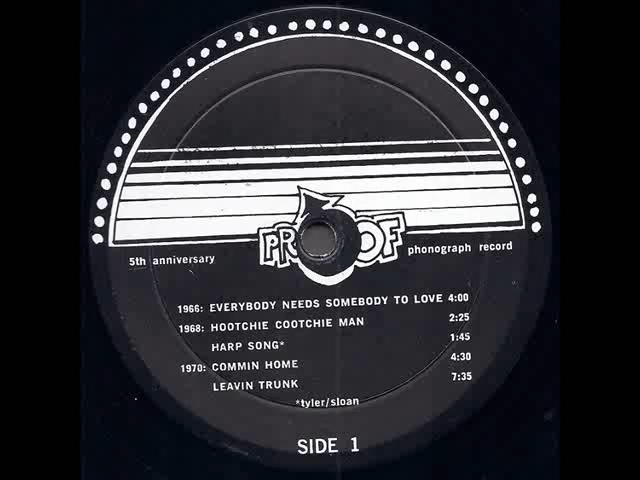 PROOF
5th anniversary
phonograph record
1966: EVERYBODY NEEDS SOMEBODY TO LOVE 4:00
1968: HOOTCHIE COOTCHIE MAN 2:25
HARP SONG* 1:45
1970: COMMIN HOME 4:30
LEAVIN TRUNK 7:35
*tyler/sloan
SIDE 1